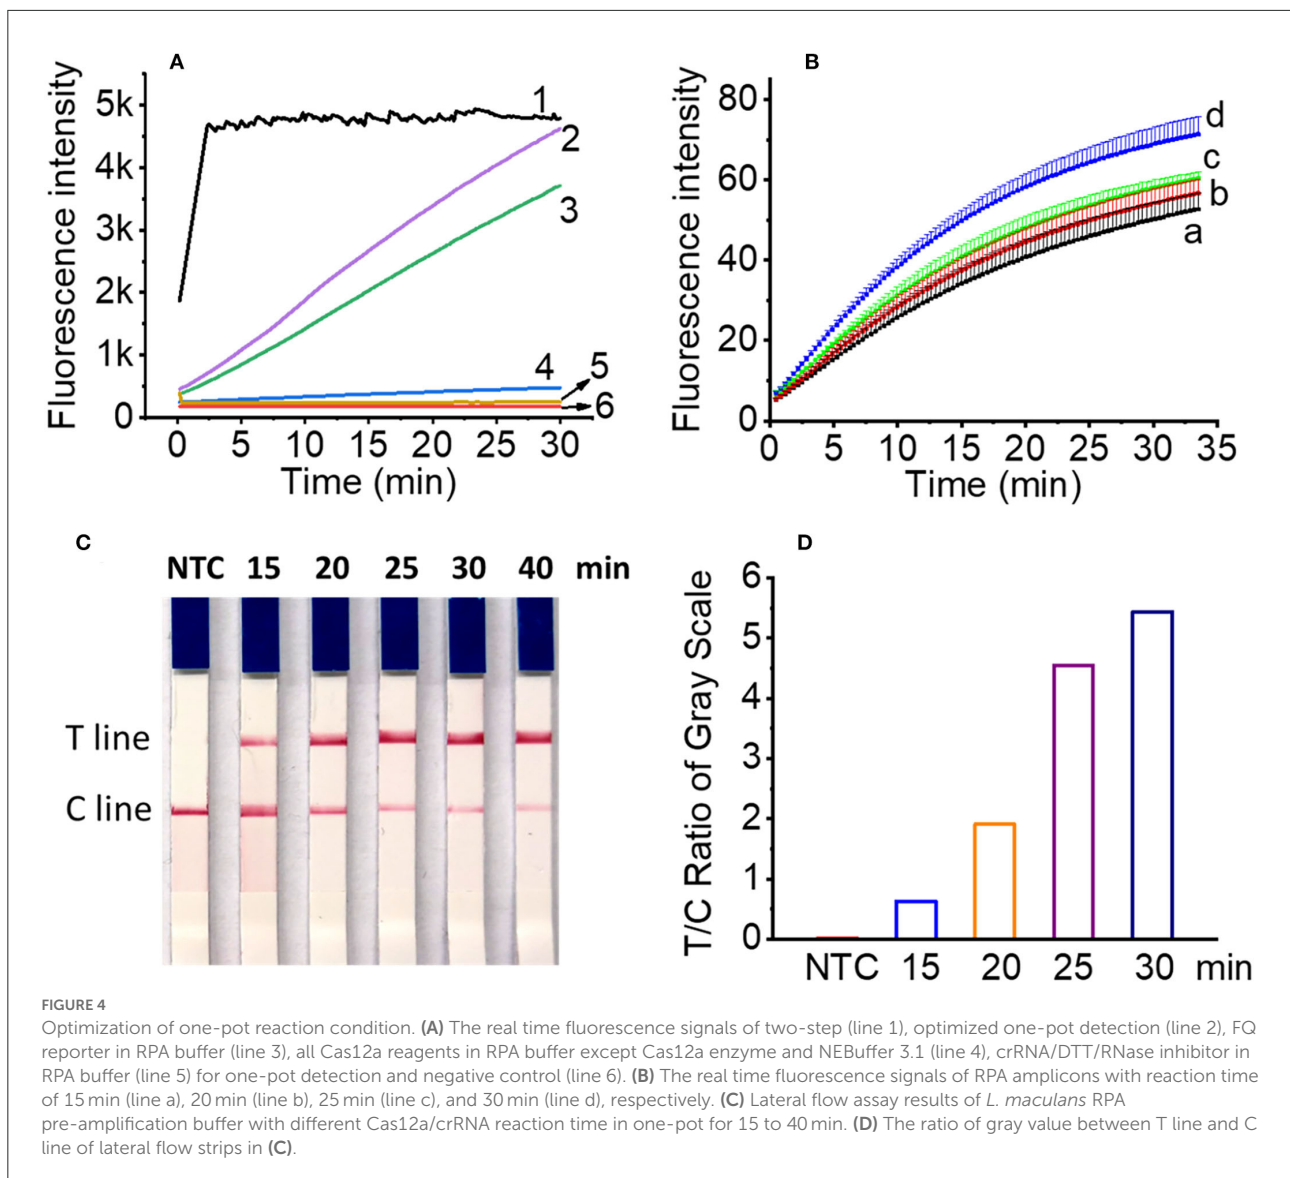 A
Fluorescence intensity
5k
4k
3k
2k
1k
0
1
2
3
4
5
6
0 5 10 15 20 25 30
Time (min)
B
Fluorescence intensity
80
60
40
20
0
d
c
b
a
0 5 10 15 20 25 30 35
Time (min)
C
NTC 15 20 25 30 40 min
T line
C line
D
T/C Ratio of Gray Scale
6
5
4
3
2
1
0
NTC 15 20 25 30 min
FIGURE 4
Optimization of one-pot reaction condition. (A) The real time fluorescence signals of two-step (line 1), optimized one-pot detection (line 2), FQ
reporter in RPA buffer (line 3), all Cas12a reagents in RPA buffer except Cas12a enzyme and NEBuffer 3.1 (line 4), crRNA/DTT/RNase inhibitor in
RPA buffer (line 5) for one-pot detection and negative control (line 6). (B) The real time fluorescence signals of RPA amplicons with reaction time
of 15 min (line a), 20 min (line b), 25 min (line c), and 30 min (line d), respectively. (C) Lateral flow assay results of L. maculans RPA
pre-amplification buffer with different Cas12a/crRNA reaction time in one-pot for 15 to 40 min. (D) The ratio of gray value between T line and C
line of lateral flow strips in (C).